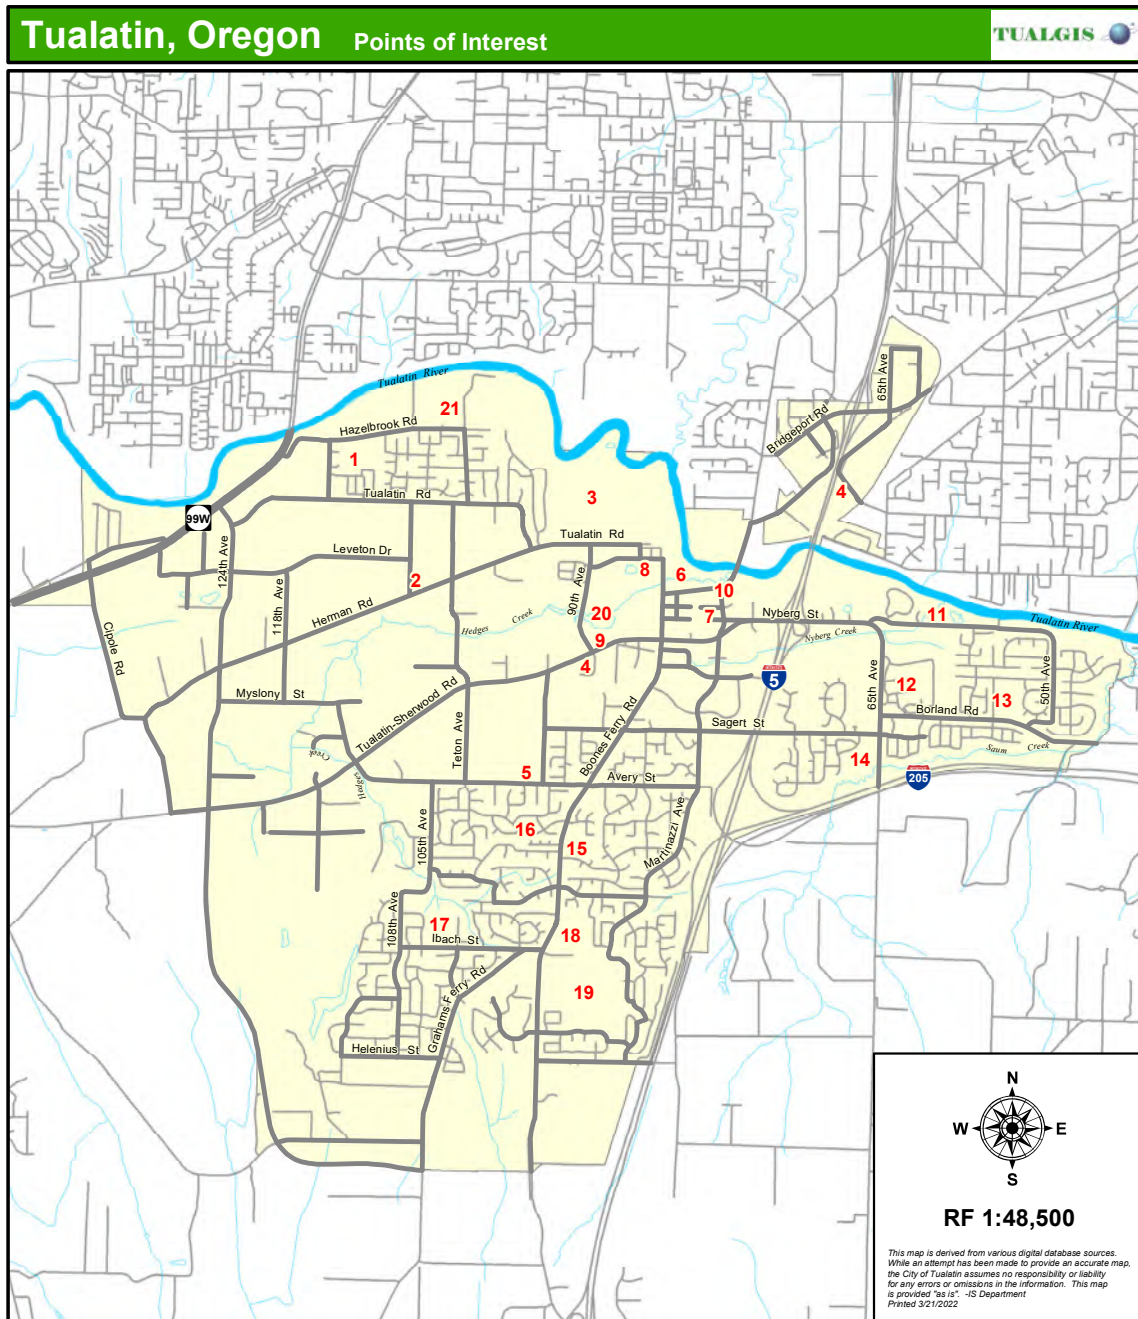 Tualatin, Oregon Points of Interest
TUALGIS
Tualatin River
65th Ave
21
Hazelbrook Rd
Bridgeport Rd
1
Tualatin Rd
3
4
99W
Tualatin Rd
124th Ave
Leveton Dr
8
6
2
118th Ave
90th Ave
10
Herman Rd
20
Hedges Creek
7
Nyberg St
11
Tualatin River
Cipole Rd
9
Nyberg Creek
4
5
65th Ave
12
50th Ave
13
Myslony St
Tualatin-Sherwood Rd
Boones Ferry Rd
Sagert St
Borland Rd
Saum Creek
Hedges Creek
Teton Ave
14
5
Avery St
205
105th Ave
16
15
Martinazzi Ave
108th Ave
17
Ibach St
18
Grahams Ferry Rd
19
Helenius St
N
W E
S
RF 1:48,500
This map is derived from various digital database sources.
While an attempt has been made to provide an accurate map,
the City of Tualatin assumes no responsibility or liability
for any errors or omissions in the information. This map
is provided "as is". -IS Department
Printed 3/21/2022